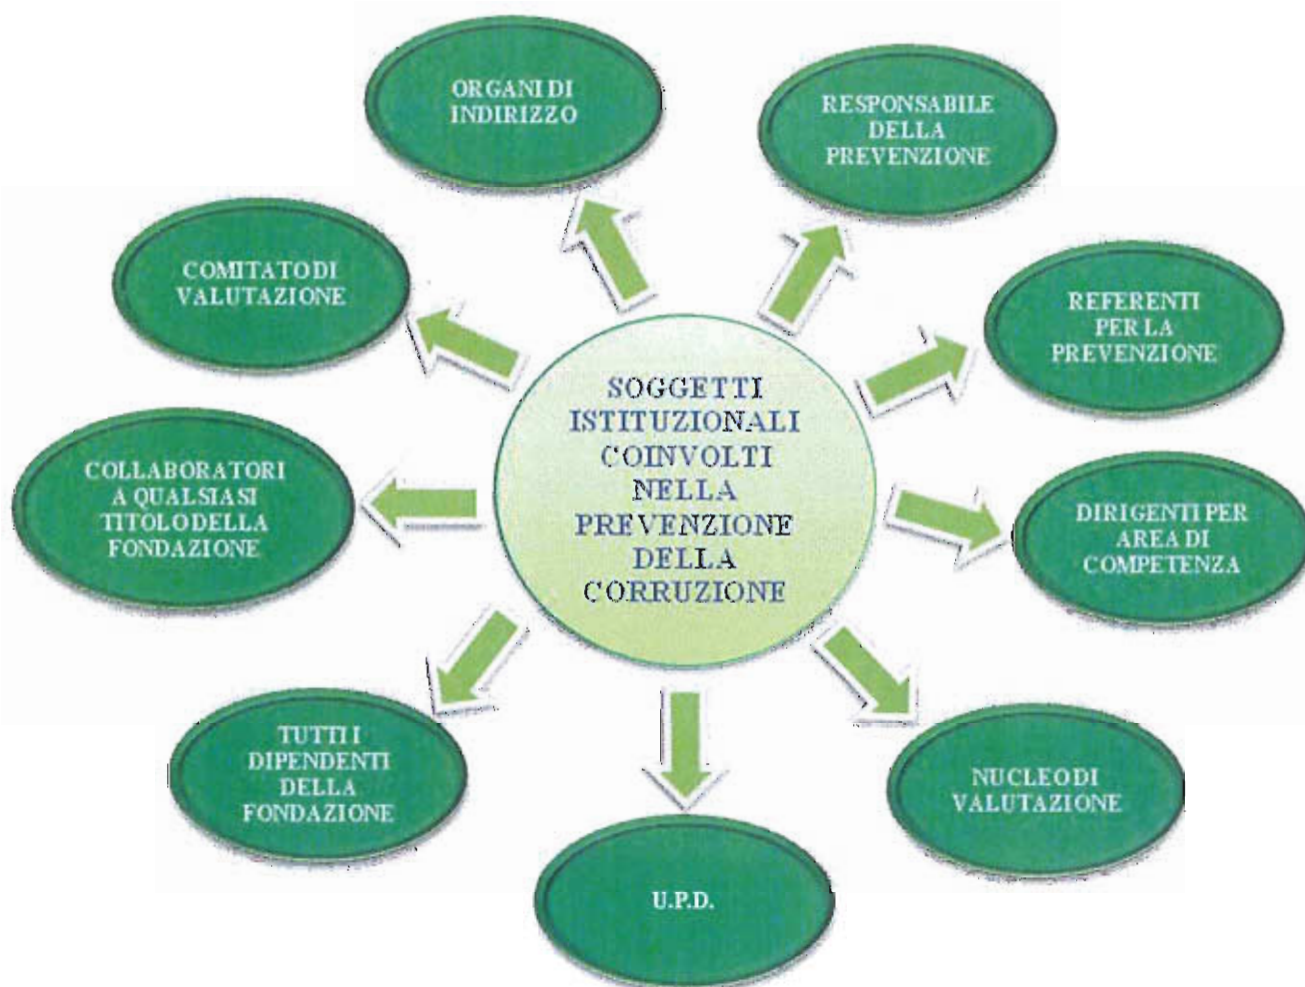 ORGANI DI
INDIRIZZO
RESPONSABILE
DELLA
PREVENZIONE
COMITATO DI
VALUTAZIONE
REFERENTI
PER LA
PREVENZIONE
SOGGETTI
ISTITUZIONALI
COINVOLTI
NELLA
PREVENZIONE
DELLA
CORRUZIONE
COLLABORATORI
A QUALSIASI
TITOLO DELLA
FONDAZIONE
DIRIGENTI PER
AREA DI
COMPETENZA
TUTTI I
DIPENDENTI
DELLA
FONDAZIONE
NUCLEO DI
VALUTAZIONE
U.P.D.